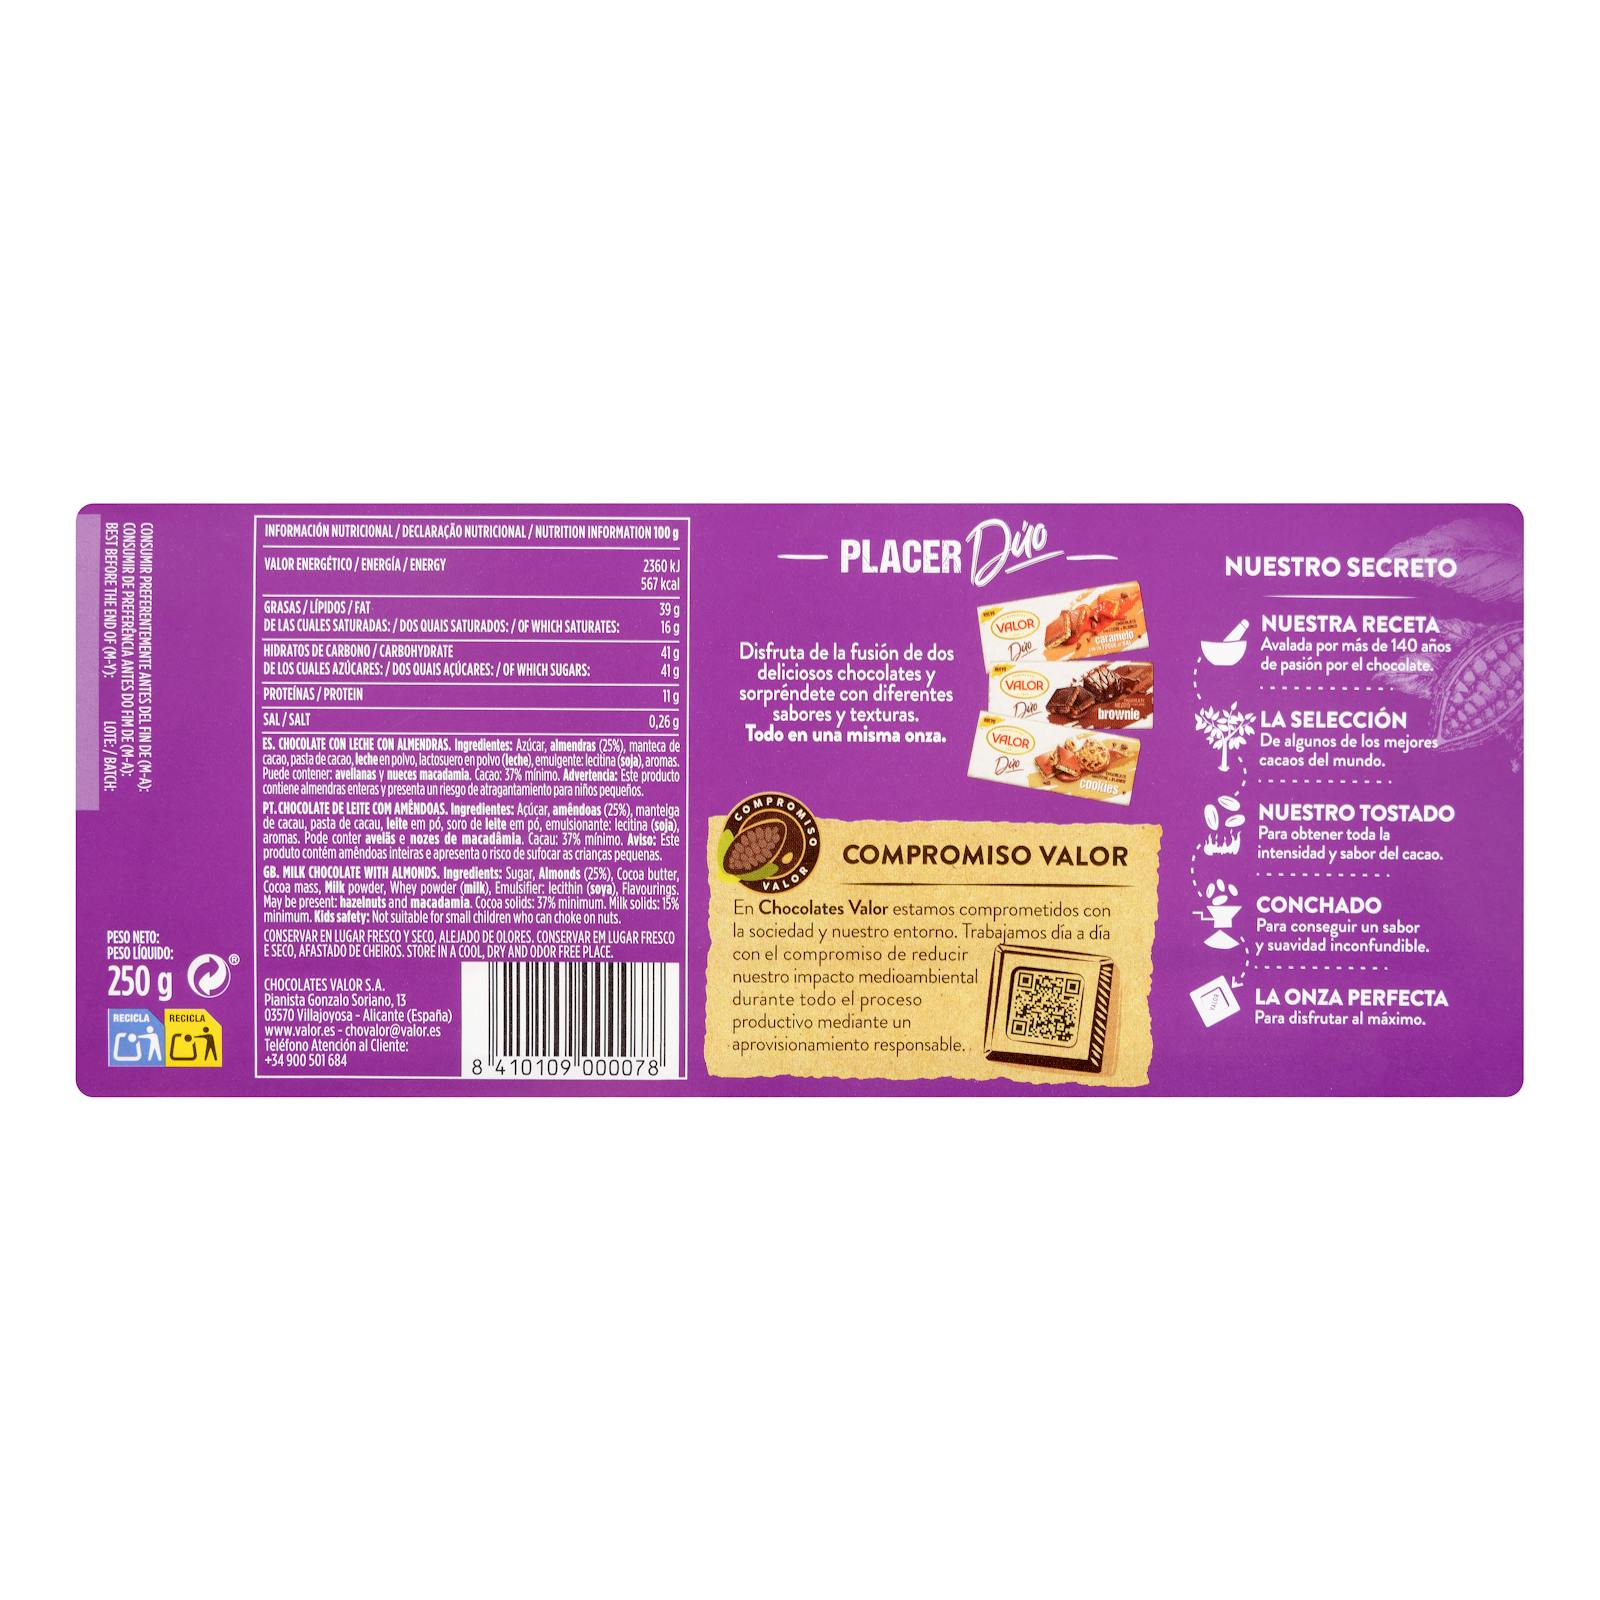 CONSUMIR PREFERENTEMENTE ANTES DEL FIN DE (M-A):
CONSUMIR DE PREFERÊNCIA ANTES DO FIM DE (M-A):
BEST BEFORE THE END OF (M-Y): LOTE: / BATCH:
PESO NETO:
PESO LÍQUIDO:
250 g
®
RECICLA
RECICLA
INFORMACIÓN NUTRICIONAL / DECLARAÇÃO NUTRICIONAL / NUTRITION INFORMATION 100 g
VALOR ENERGÉTICO / ENERGÍA / ENERGY 2360 kJ
567 kcal
GRASAS / LÍPIDOS / FAT 39 g
DE LAS CUALES SATURADAS: / DOS QUAIS SATURADOS: / OF WHICH SATURATES: 16 g
HIDRATOS DE CARBONO / CARBOHYDRATE 41 g
DE LOS CUALES AZÚCARES: / DOS QUAIS AÇÚCARES: / OF WHICH SUGARS: 41 g
PROTEÍNAS / PROTEIN 11 g
SAL / SALT 0,26 g
ES. CHOCOLATE CON LECHE CON ALMENDRAS. Ingredientes: Azúcar, almendras (25%), manteca de
cacao, pasta de cacao, leche en polvo, lactosuero en polvo (leche), emulgente: lecitina (soja), aromas.
Puede contener: avellanas y nueces macadamia. Cacao: 37% mínimo. Advertencia: Este producto
contiene almendras enteras y presenta un riesgo de atragantamiento para niños pequeños.
PT. CHOCOLATE DE LEITE COM AMÊNDOAS. Ingredientes: Açúcar, amêndoas (25%), manteiga
de cacau, pasta de cacau, leite em pó, soro de leite em pó, emulsionante: lecitina (soja),
aromas. Pode conter avelãs e nozes de macadâmia. Cacau: 37% mínimo. Aviso: Este
produto contém amêndoas inteiras e apresenta o risco de sufocar as crianças pequenas.
GB. MILK CHOCOLATE WITH ALMONDS. Ingredients: Sugar, Almonds (25%), Cocoa butter,
Cocoa mass, Milk powder, Whey powder (milk), Emulsifier: lecithin (soya), Flavourings.
May be present: hazelnuts and macadamia. Cocoa solids: 37% minimum. Milk solids: 15%
minimum. Kids safety: Not suitable for small children who can choke on nuts.
CONSERVAR EN LUGAR FRESCO Y SECO, ALEJADO DE OLORES. CONSERVAR EM LUGAR FRESCO
E SECO, AFASTADO DE CHEIROS. STORE IN A COOL, DRY AND ODOR FREE PLACE.
CHOCOLATES VALOR S.A.
Pianista Gonzalo Soriano, 13
03570 Villajoyosa - Alicante (España)
www.valor.es - chovalor@valor.es
Teléfono Atención al Cliente:
+34 900 501 684
8 410109 000078
PLACER Dúo
Disfruta de la fusión de dos
deliciosos chocolates y
sorpréndete con diferentes
sabores y texturas.
Todo en una misma onza.
VALOR
Dúo
caramelo
VALOR
Dúo
brownie
VALOR
Dúo
cookies
COMPROMISO
VALOR
COMPROMISO VALOR
En Chocolates Valor estamos comprometidos con
la sociedad y nuestro entorno. Trabajamos día a día
con el compromiso de reducir
nuestro impacto medioambiental
durante todo el proceso
productivo mediante un
aprovisionamiento responsable.
NUESTRO SECRETO
NUESTRA RECETA
Avalada por más de 140 años
de pasión por el chocolate.
LA SELECCIÓN
De algunos de los mejores
cacaos del mundo.
NUESTRO TOSTADO
Para obtener toda la
intensidad y sabor del cacao.
CONCHADO
Para conseguir un sabor
y suavidad inconfundible.
VALOR
LA ONZA PERFECTA
Para disfrutar al máximo.